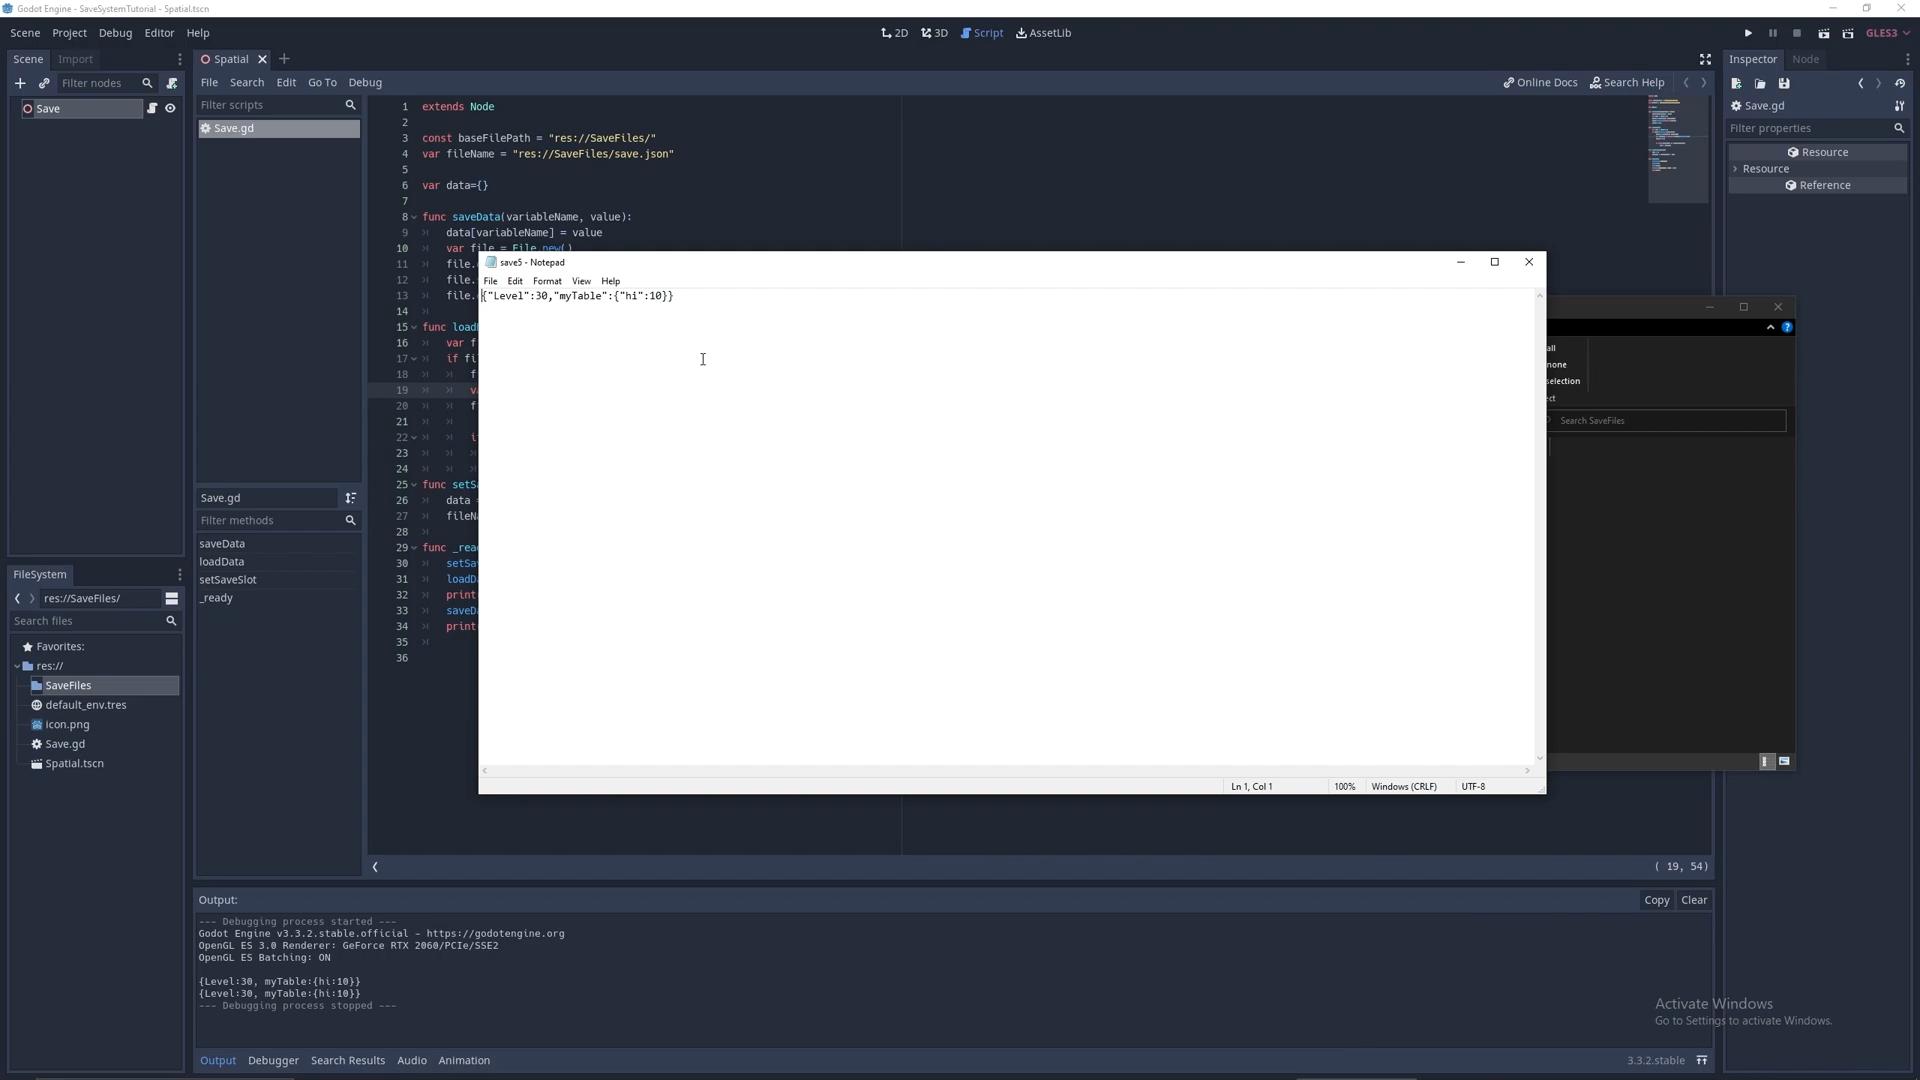 Godot Engine - SaveSystemTutorial - Spatial.tscn
Scene Project Debug Editor Help
2D 3D Script AssetLib
GLES3
Scene Import
Filter nodes
Save
Spatial
File Search Edit Go To Debug
Online Docs Search Help
Filter scripts
Save.gd
Save.gd
Filter methods
saveData
loadData
setSaveSlot
_ready
1 extends Node
2
3 const baseFilePath = "res://SaveFiles/"
4 var fileName = "res://SaveFiles/save.json"
5
6 var data={}
7
8 func saveData(variableName, value):
9 data[variableName] = value
10 var file = File.new()
11 file.
12 file.
13 file.
14
15 func load
16 var f
17 if fi
18 f
19 va
20 f
21
22 i
23
24
25 func setSa
26 data =
27 fileNa
28
29 func _rea
30 setSa
31 loadDa
32 print
33 saveDa
34 print
35
36
save5 - Notepad
File Edit Format View Help
{"Level":30,"myTable":{"hi":10}}
Ln 1, Col 1 100% Windows (CRLF) UTF-8
all
none
selection
ect
Search SaveFiles
( 19, 54)
Inspector Node
Save.gd
Filter properties
Resource
Resource
Reference
FileSystem
res://SaveFiles/
Search files
Favorites:
res://
SaveFiles
default_env.tres
icon.png
Save.gd
Spatial.tscn
Output:
Copy Clear
--- Debugging process started ---
Godot Engine v3.3.2.stable.official - https://godotengine.org
OpenGL ES 3.0 Renderer: GeForce RTX 2060/PCIe/SSE2
OpenGL ES Batching: ON
{Level:30, myTable:{hi:10}}
{Level:30, myTable:{hi:10}}
--- Debugging process stopped ---
Output Debugger Search Results Audio Animation
3.3.2.stable
Activate Windows
Go to Settings to activate Windows.